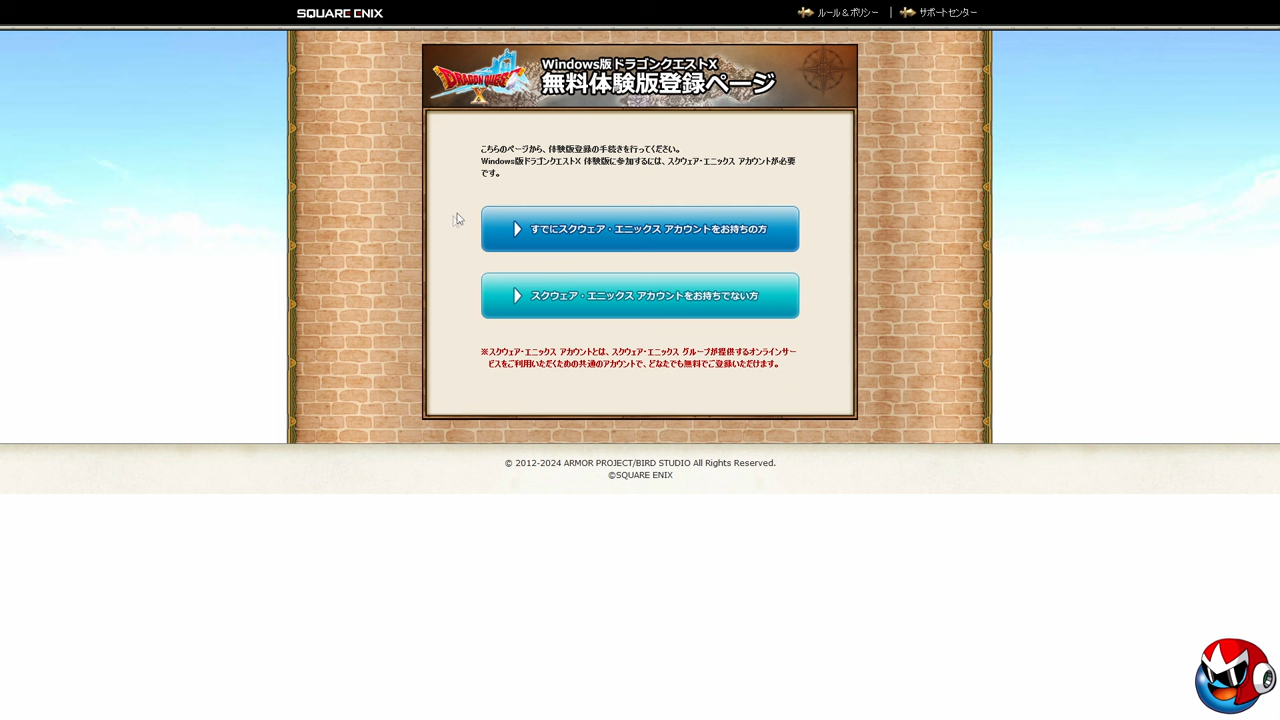 SQUARE ENIX
ルール＆ポリシー
サポートセンター
DRAGON QUEST X
Windows版ドラゴンクエストX
無料体験版登録ページ
こちらのページから、体験版登録の手続きを行ってください。
Windows版ドラゴンクエストX 体験版に参加するには、スクウェア・エニックス アカウントが必要
です。
すでにスクウェア・エニックス アカウントをお持ちの方
スクウェア・エニックス アカウントをお持ちでない方
※スクウェア・エニックス アカウントとは、スクウェア・エニックス グループが提供するオンラインサー
ビスをご利用いただくための共通のアカウントで、どなたでも無料でご登録いただけます。
© 2012-2024 ARMOR PROJECT/BIRD STUDIO All Rights Reserved.
©SQUARE ENIX